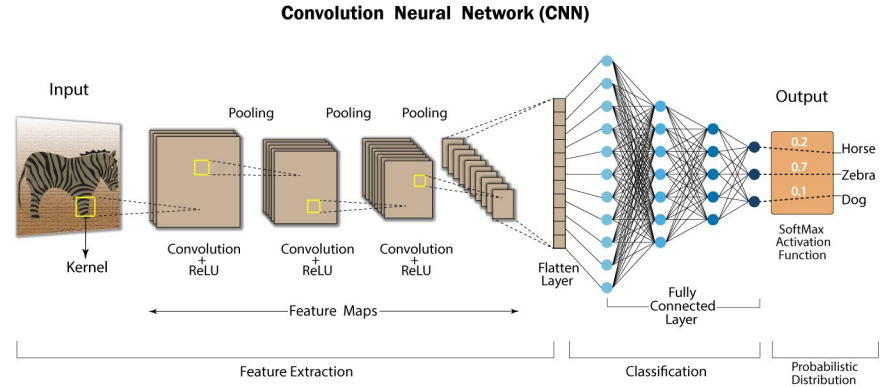 Convolution Neural Network (CNN)
Input
Pooling
Pooling
Pooling
Output
0.2
Horse
0.7
Zebra
0.1
Dog
Kernel
Convolution
+
ReLU
Convolution
+
ReLU
Convolution
+
ReLU
Flatten
Layer
SoftMax
Activation
Function
Feature Maps
Fully
Connected
Layer
Feature Extraction
Classification
Probabilistic
Distribution